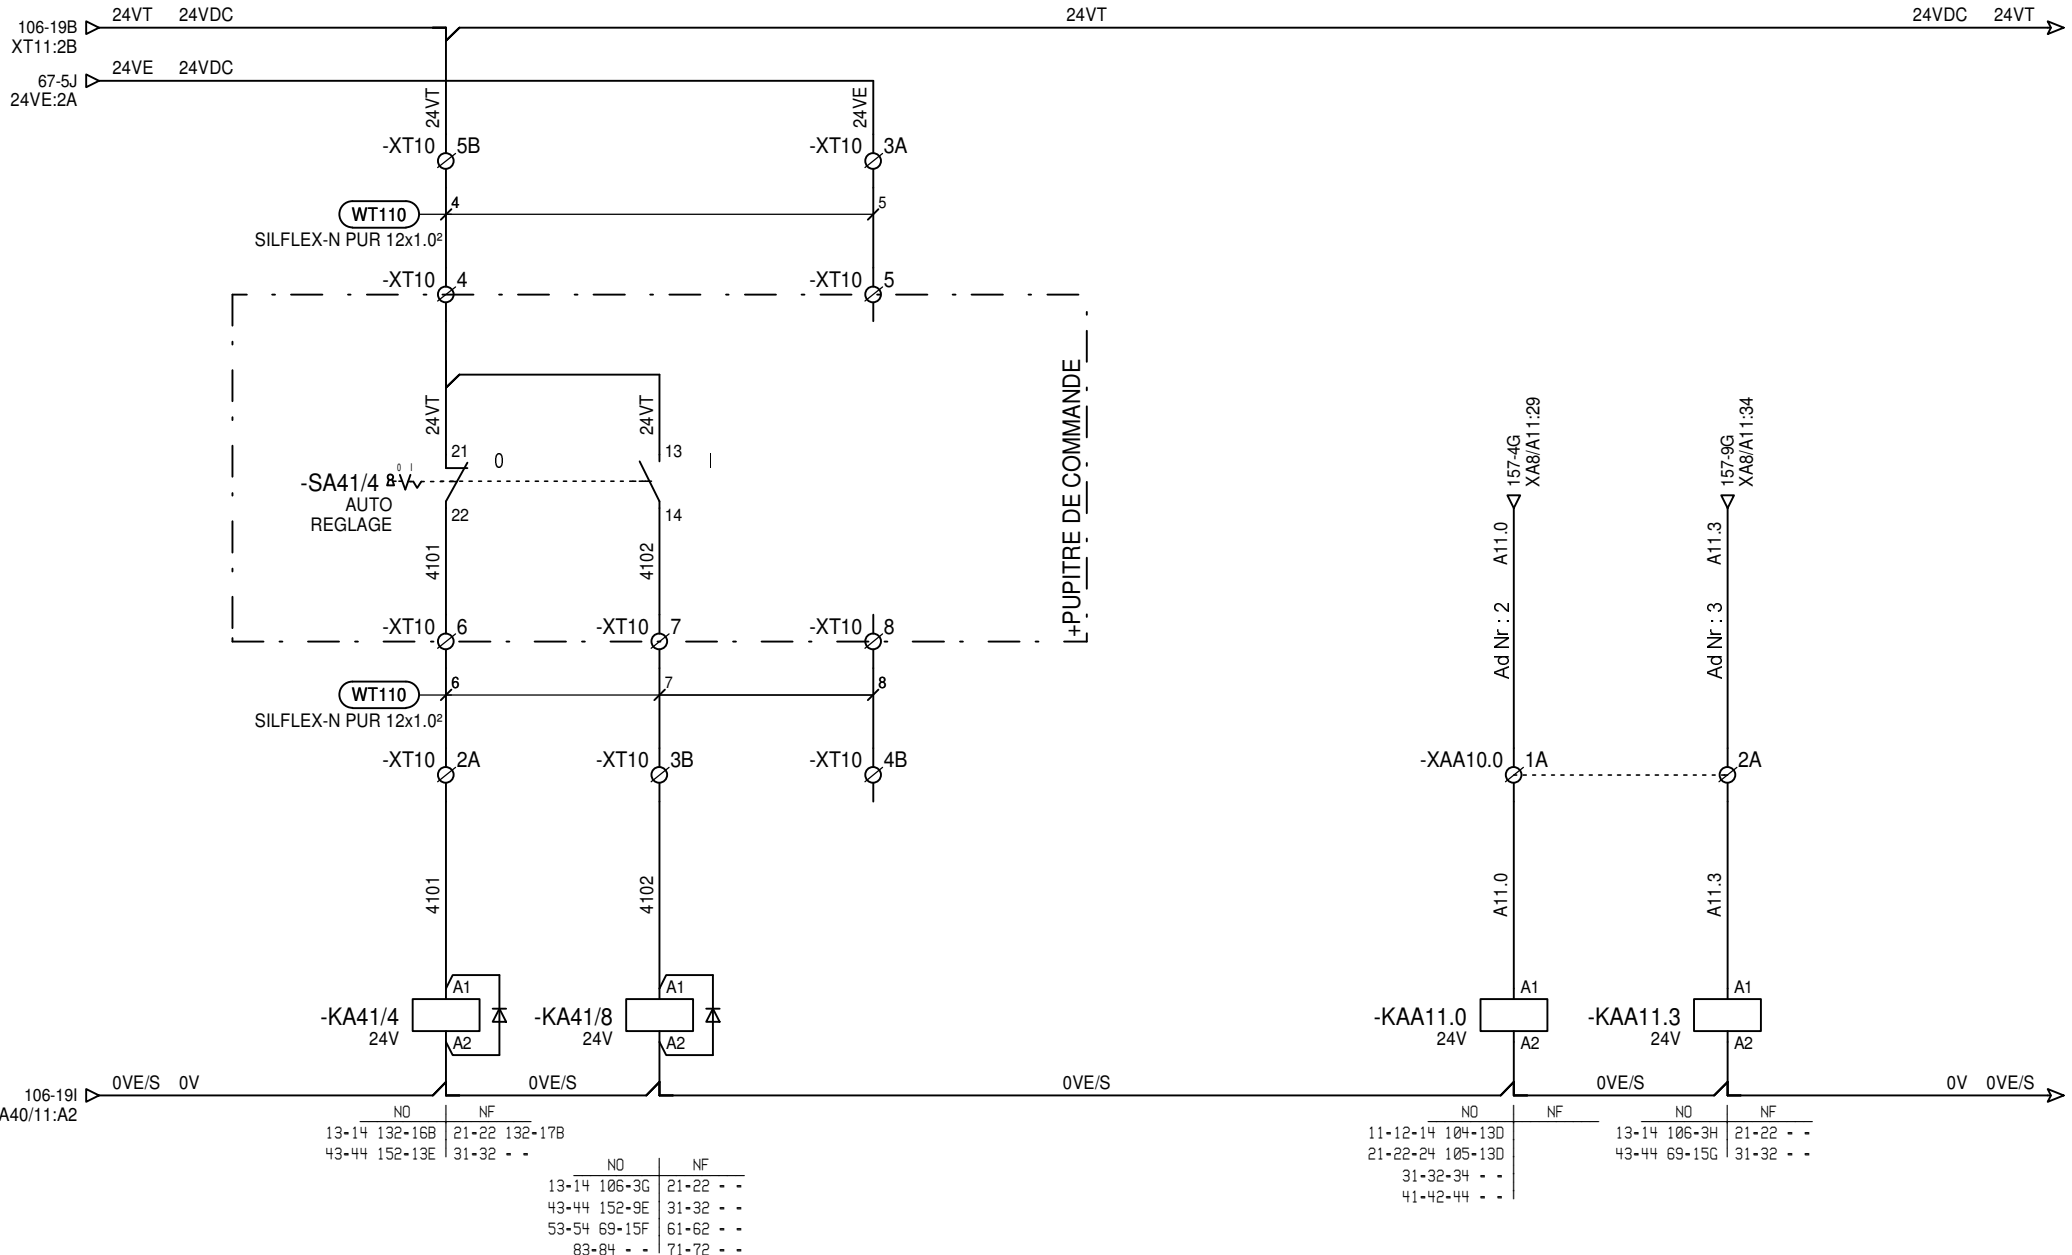 24VT 24VDC 24VT 24VDC 24VT
106-19B
XT11:2B
24VE 24VDC
67-5J
24VE:2A
24VT 24VE
-XT10 5B -XT10 3A
4 5
WT110
SILFLEX-N PUR 12x1.0²
-XT10 4 -XT10 5
+PUPITRE DE COMMANDE
24VT 24VT
157-4G
XA8/A11:29
157-9G
XA8/A11:34
21 0 13 I
0 I
-SA41/4
AUTO
REGLAGE
22 14
4101 4102 A11.0 A11.3
Ad Nr : 2 Ad Nr : 3
-XT10 6 -XT10 7 -XT10 8
6 7 8
WT110
SILFLEX-N PUR 12x1.0²
-XT10 2A -XT10 3B -XT10 4B -XAA10.0 1A 2A
4101 4102 A11.0 A11.3
A1 A1 A1 A1
-KA41/4 -KA41/8 -KAA11.0 -KAA11.3
24V 24V 24V 24V
A2 A2 A2 A2
0VE/S 0V 0VE/S 0VE/S 0VE/S 0V 0VE/S
106-19I
A40/11:A2
NO NF NO NF NO NF
13-14 132-16B 21-22 132-17B 11-12-14 104-13D 13-14 106-3H 21-22 - -
43-44 152-13E 31-32 - - 21-22-24 105-13D 43-44 69-15G 31-32 - -
NO NF 31-32-34 - -
13-14 106-3G 21-22 - - 41-42-44 - -
43-44 152-9E 31-32 - -
53-54 69-15F 61-62 - -
83-84 - - 71-72 - -